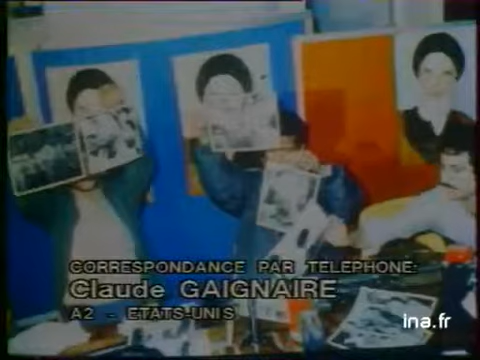 CORRESPONDANCE PAR TELEPHONE:
Claude GAIGNAIRE
A2 - ETATS-UNIS
ina.fr